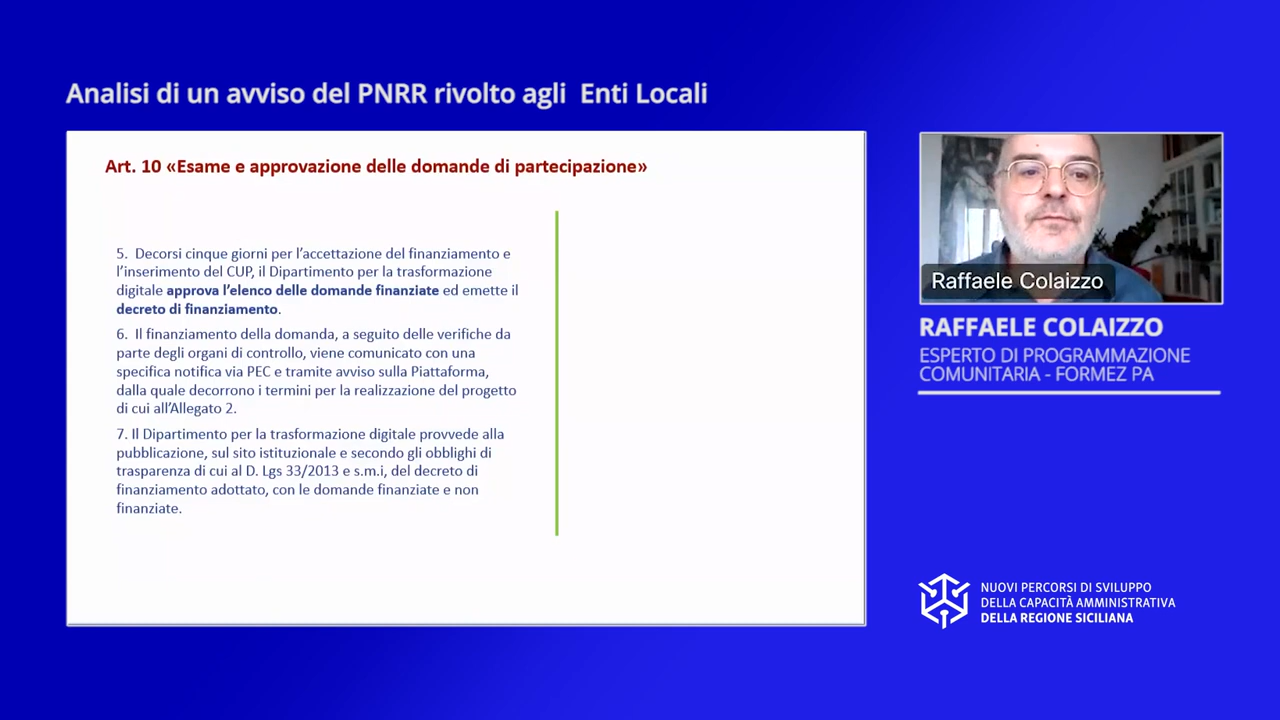 Analisi di un avviso del PNRR rivolto agli Enti Locali
Art. 10 «Esame e approvazione delle domande di partecipazione»
5. Decorsi cinque giorni per l’accettazione del finanziamento e
l’inserimento del CUP, il Dipartimento per la trasformazione
digitale approva l’elenco delle domande finanziate ed emette il
decreto di finanziamento.
6. Il finanziamento della domanda, a seguito delle verifiche da
parte degli organi di controllo, viene comunicato con una
specifica notifica via PEC e tramite avviso sulla Piattaforma,
dalla quale decorrono i termini per la realizzazione del progetto
di cui all’Allegato 2.
7. Il Dipartimento per la trasformazione digitale provvede alla
pubblicazione, sul sito istituzionale e secondo gli obblighi di
trasparenza di cui al D. Lgs 33/2013 e s.m.i, del decreto di
finanziamento adottato, con le domande finanziate e non
finanziate.
Raffaele Colaizzo
RAFFAELE COLAIZZO
ESPERTO DI PROGRAMMAZIONE
COMUNITARIA - FORMEZ PA
NUOVI PERCORSI DI SVILUPPO
DELLA CAPACITÀ AMMINISTRATIVA
DELLA REGIONE SICILIANA